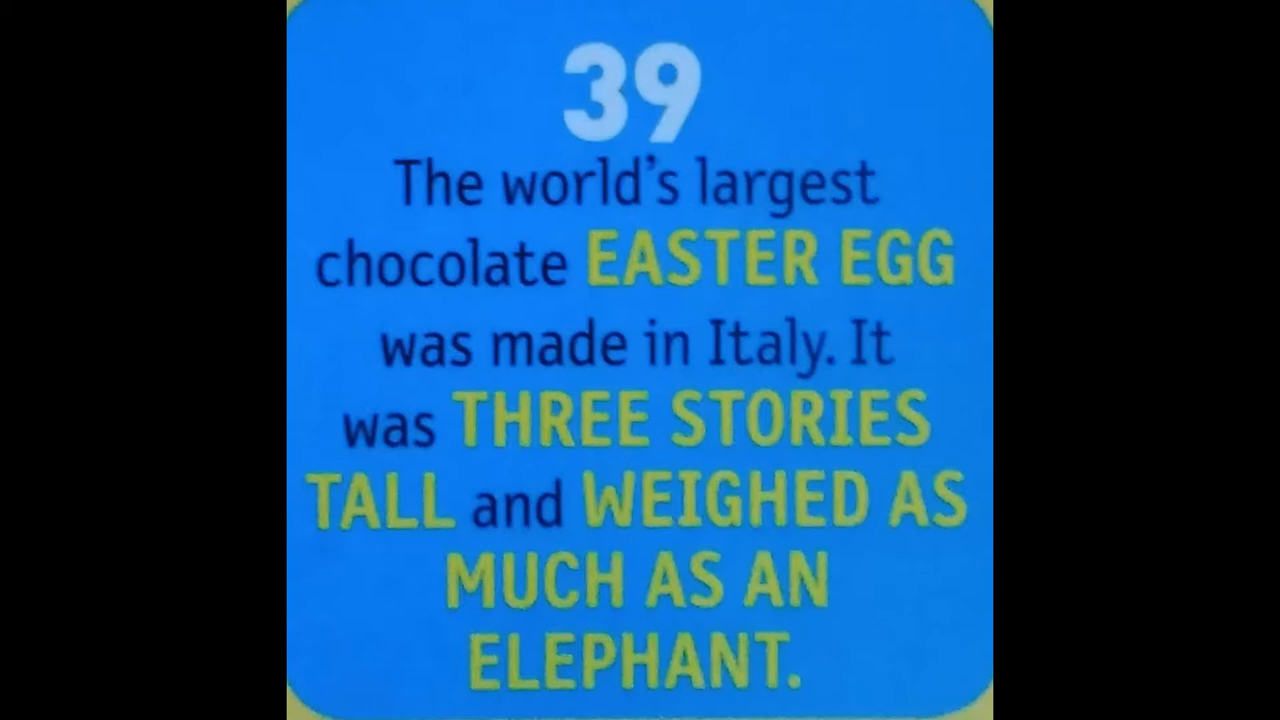 39
The world's largest
chocolate EASTER EGG
was made in Italy. It
was THREE STORIES
TALL and WEIGHED AS
MUCH AS AN
ELEPHANT.